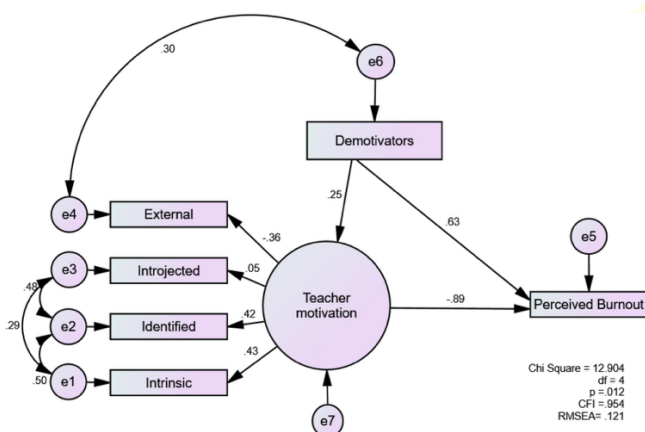 .30
e6
Demotivators
.25
.63
e4
External
-.36
e5
e3
Introjected
.05
Teacher
motivation
-.89
Perceived Burnout
.48
.29
e2
Identified
.42
.43
.50
e1
Intrinsic
e7
Chi Square = 12.904
df = 4
p =.012
CFI =.954
RMSEA= .121